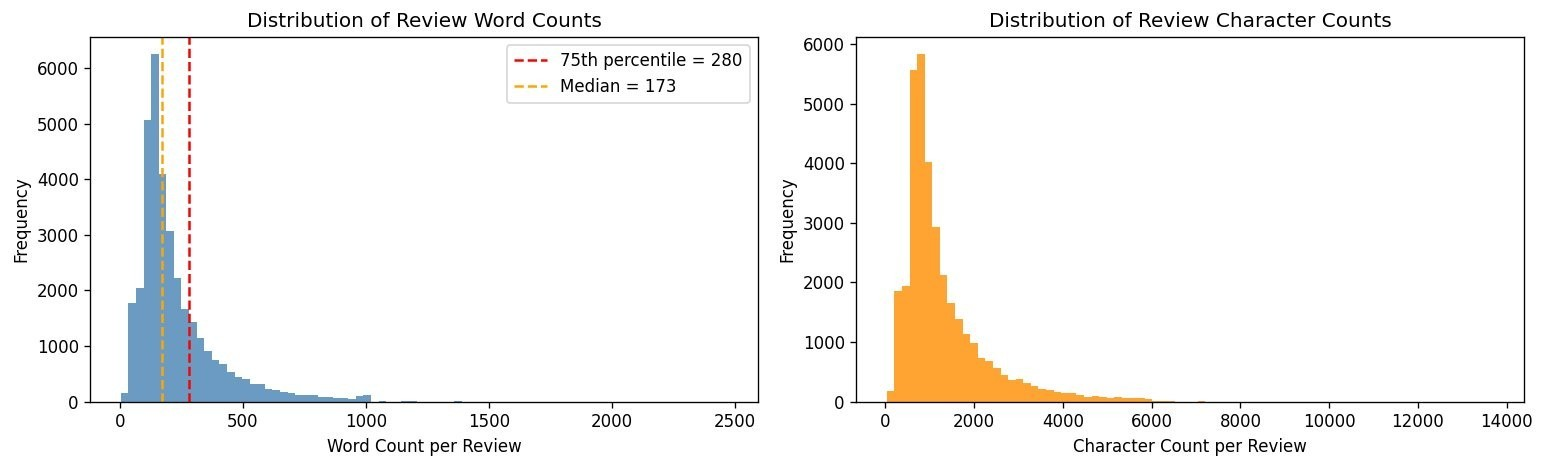 Distribution of Review Word Counts
6000
5000
4000
3000
2000
1000
0
Frequency
75th percentile = 280
Median = 173
0 500 1000 1500 2000 2500
Word Count per Review
Distribution of Review Character Counts
6000
5000
4000
3000
2000
1000
0
Frequency
0 2000 4000 6000 8000 10000 12000 14000
Character Count per Review